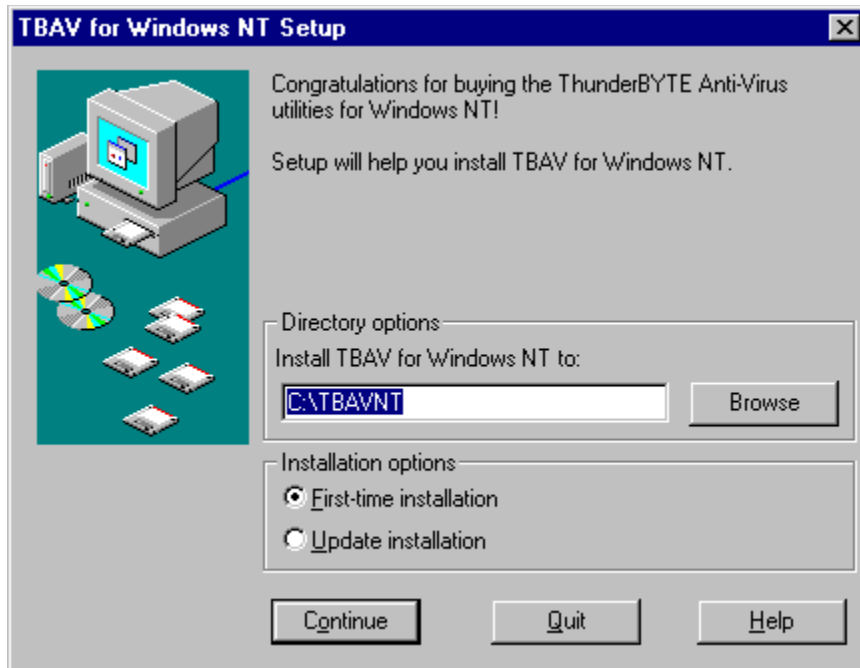 TBAV for Windows NT Setup
Congratulations for buying the ThunderBYTE Anti-Virus
utilities for Windows NT!
Setup will help you install TBAV for Windows NT.
Directory options
Install TBAV for Windows NT to:
C:\TBAVNT
Browse
Installation options
First-time installation
Update installation
Continue
Quit
Help